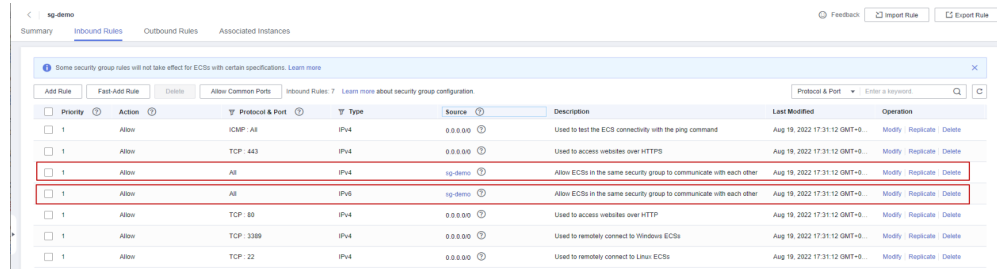 sg-demo Feedback Import Rule Export Rule
Summary Inbound Rules Outbound Rules Associated Instances
Some security group rules will not take effect for ECSs with certain specifications. Learn more
Add Rule Fast-Add Rule Delete Allow Common Ports Inbound Rules: 7 Learn more about security group configuration. Protocol & Port Enter a keyword.
Priority Action Protocol & Port Type Source Description Last Modified Operation
1 Allow ICMP : All IPv4 0.0.0.0/0 Used to test the ECS connectivity with the ping command Aug 19, 2022 17:31:12 GMT+0... Modify Replicate Delete
1 Allow TCP : 443 IPv4 0.0.0.0/0 Used to access websites over HTTPS Aug 19, 2022 17:31:12 GMT+0... Modify Replicate Delete
1 Allow All IPv4 sg-demo Allow ECSs in the same security group to communicate with each other Aug 19, 2022 17:31:12 GMT+0... Modify Replicate Delete
1 Allow All IPv6 sg-demo Allow ECSs in the same security group to communicate with each other Aug 19, 2022 17:31:12 GMT+0... Modify Replicate Delete
1 Allow TCP : 80 IPv4 0.0.0.0/0 Used to access websites over HTTP Aug 19, 2022 17:31:12 GMT+0... Modify Replicate Delete
1 Allow TCP : 3389 IPv4 0.0.0.0/0 Used to remotely connect to Windows ECSs Aug 19, 2022 17:31:12 GMT+0... Modify Replicate Delete
1 Allow TCP : 22 IPv4 0.0.0.0/0 Used to remotely connect to Linux ECSs Aug 19, 2022 17:31:12 GMT+0... Modify Replicate Delete